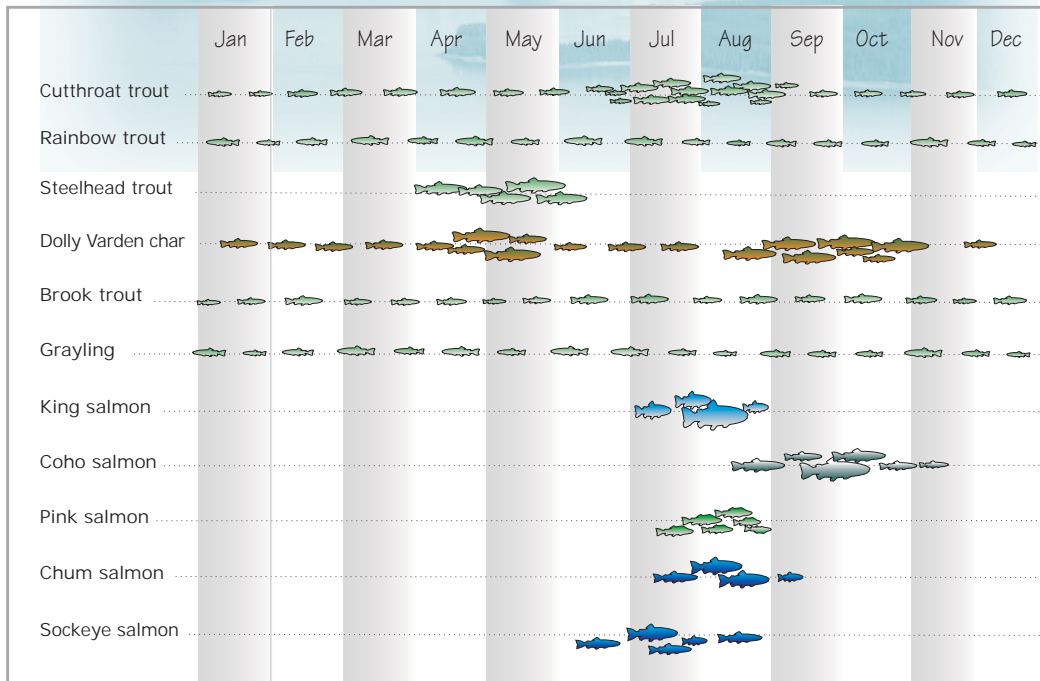 Jan Feb Mar Apr May Jun Jul Aug Sep Oct Nov Dec
Cutthroat trout
Rainbow trout
Steelhead trout
Dolly Varden char
Brook trout
Grayling
King salmon
Coho salmon
Pink salmon
Chum salmon
Sockeye salmon